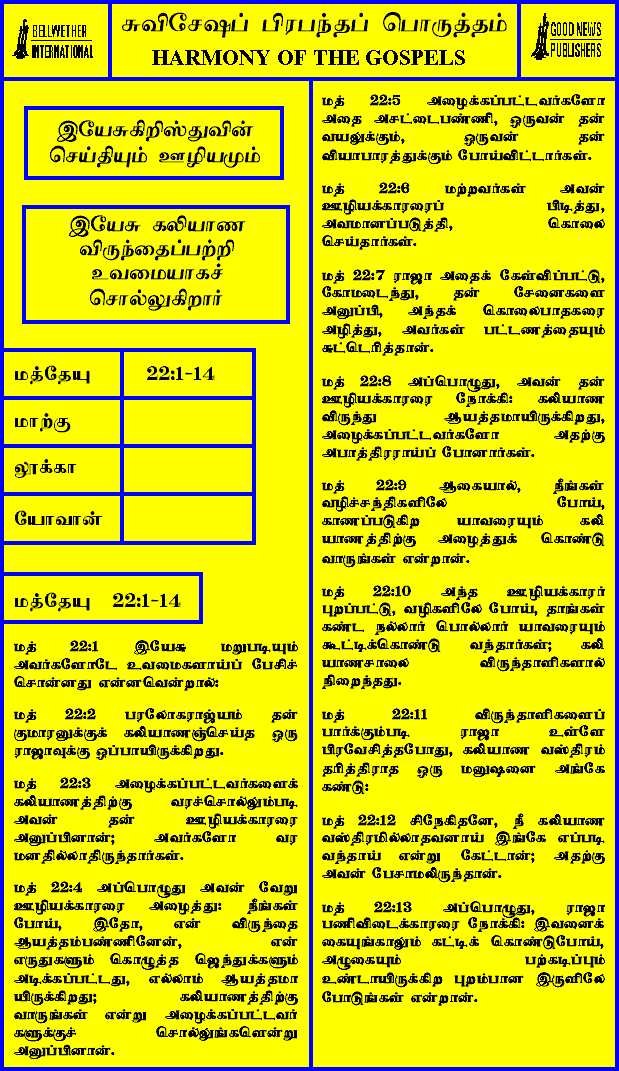 BELLWETHER
INTERNATIONAL
சுவிசேஷப் பிரபந்தப் பொருத்தம்
HARMONY OF THE GOSPELS
GOOD NEWS
PUBLISHERS
இயேசுகிறிஸ்துவின்
செய்தியும் ஊழியமும்
இயேசு கலியாண
விருந்தைப்பற்றி
உவமையாகச்
சொல்லுகிறார்
மத்தேயு 22:1-14
மாற்கு
லூக்கா
யோவான்
மத்தேயு 22:1-14
மத் 22:1 இயேசு மறுபடியும்
அவர்களோடே உவமைகளாய்ப் பேசிச்
சொன்னது என்னவென்றால்:
மத் 22:2 பரலோகராஜ்யம் தன்
குமாரனுக்குக் கலியாணஞ்செய்த ஒரு
ராஜாவுக்கு ஒப்பாயிருக்கிறது.
மத் 22:3 அழைக்கப்பட்டவர்களைக்
கலியாணத்திற்கு வரச்சொல்லும்படி
அவன் தன் ஊழியக்காரரை
அனுப்பினான்; அவர்களோ வர
மனதில்லாதிருந்தார்கள்.
மத் 22:4 அப்பொழுது அவன் வேறு
ஊழியக்காரரை அழைத்து: நீங்கள்
போய், இதோ, என் விருந்தை
ஆயத்தம்பண்ணினேன், என்
எருதுகளும் கொழுத்த ஜெந்துக்களும்
அடிக்கப்பட்டது, எல்லாம் ஆயத்தமா
யிருக்கிறது; கலியாணத்திற்கு
வாருங்கள் என்று அழைக்கப்பட்டவர்
களுக்குச் சொல்லுங்களென்று
அனுப்பினான்.
மத் 22:5 அழைக்கப்பட்டவர்களோ
அதை அசட்டைபண்ணி, ஒருவன் தன்
வயலுக்கும், ஒருவன் தன்
வியாபாரத்துக்கும் போய்விட்டார்கள்.
மத் 22:6 மற்றவர்கள் அவன்
ஊழியக்காரரைப் பிடித்து,
அவமானப்படுத்தி, கொலை
செய்தார்கள்.
மத் 22:7 ராஜா அதைக் கேள்விப்பட்டு,
கோமடைந்து, தன் சேனைகளை
அனுப்பி, அந்தக் கொலைபாதகரை
அழித்து, அவர்கள் பட்டணத்தையும்
சுட்டெரித்தான்.
மத் 22:8 அப்பொழுது, அவன் தன்
ஊழியக்காரரை நோக்கி: கலியாண
விருந்து ஆயத்தமாயிருக்கிறது,
அழைக்கப்பட்டவர்களோ அதற்கு
அபாத்திரராய்ப் போனார்கள்.
மத் 22:9 ஆகையால், நீங்கள்
வழிச்சந்திகளிலே போய்,
காணப்படுகிற யாவரையும் கலி
யாணத்திற்கு அழைத்துக் கொண்டு
வாருங்கள் என்றான்.
மத் 22:10 அந்த ஊழியக்காரர்
புறப்பட்டு, வழிகளிலே போய், தாங்கள்
கண்ட நல்லார் பொல்லார் யாவரையும்
கூட்டிக்கொண்டு வந்தார்கள்; கலி
யாணசாலை விருந்தாளிகளால்
நிறைந்தது.
மத் 22:11 விருந்தாளிகளைப்
பார்க்கும்படி ராஜா உள்ளே
பிரவேசித்தபோது, கலியாண வஸ்திரம்
தரித்திராத ஒரு மனுஷனை அங்கே
கண்டு:
மத் 22:12 சிநேகிதனே, நீ கலியாண
வஸ்திரமில்லாதவனாய் இங்கே எப்படி
வந்தாய் என்று கேட்டான்; அதற்கு
அவன் பேசாமலிருந்தான்.
மத் 22:13 அப்பொழுது, ராஜா
பணிவிடைக்காரரை நோக்கி: இவனைக்
கையுங்காலும் கட்டிக் கொண்டுபோய்,
அழுகையும் பற்கடிப்பும்
உண்டாயிருக்கிற புறம்பான இருளிலே
போடுங்கள் என்றான்.